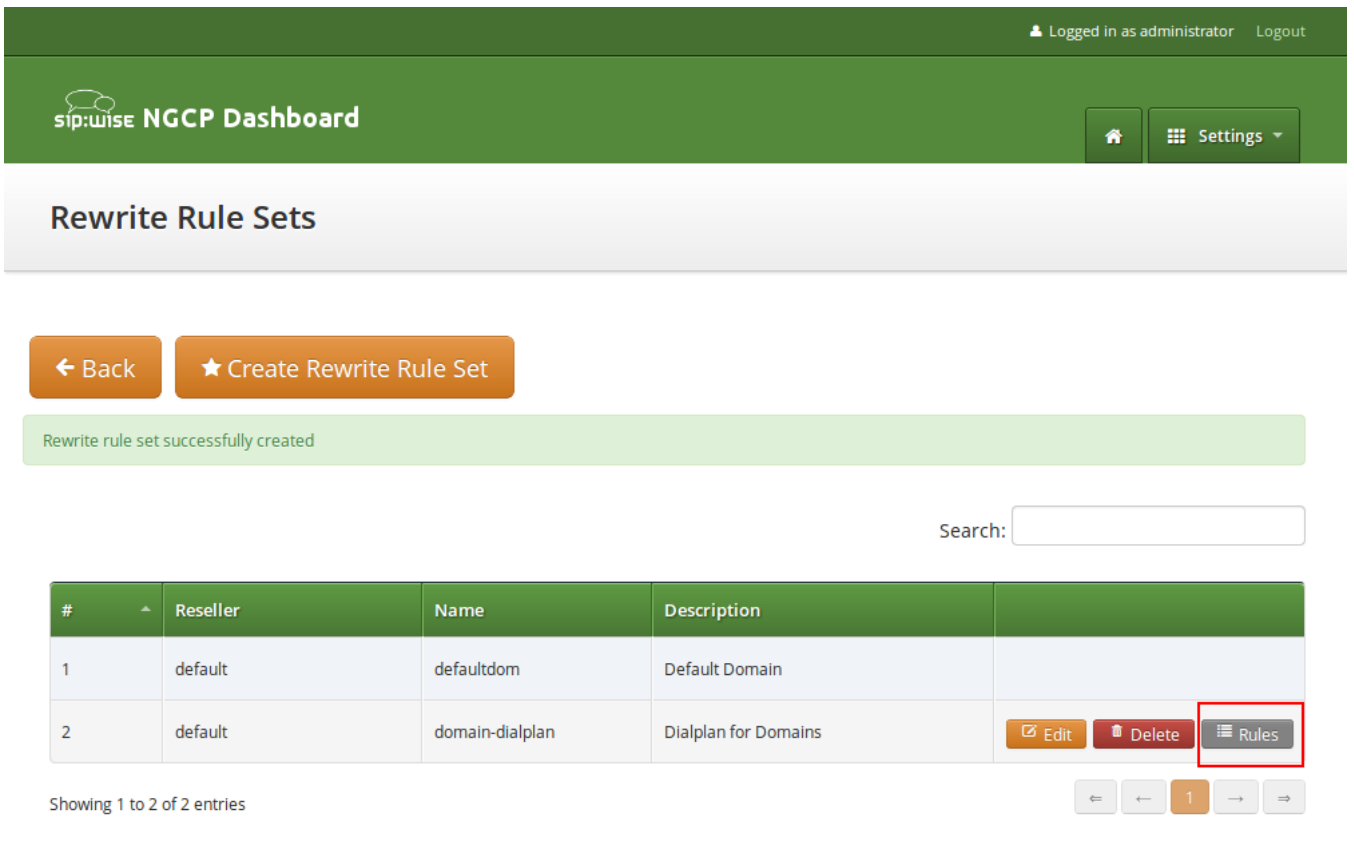 Logged in as administrator Logout
sip:wise NGCP Dashboard
Settings
Rewrite Rule Sets
Back Create Rewrite Rule Set
Rewrite rule set successfully created
Search:
# Reseller Name Description
1 default defaultdom Default Domain
2 default domain-dialplan Dialplan for Domains Edit Delete Rules
Showing 1 to 2 of 2 entries ⇐ ← 1 → ⇒